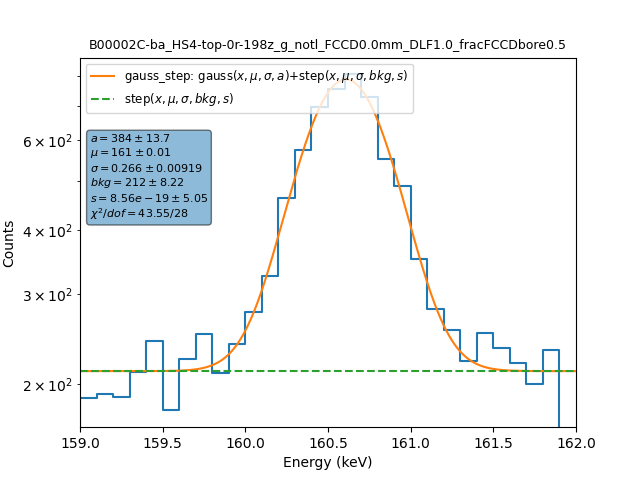 B00002C-ba_HS4-top-0r-198z_g_notl_FCCD0.0mm_DLF1.0_fracFCCDbore0.5
gauss_step: gauss(x, μ, σ, a)+step(x, μ, σ, bkg, s)
step(x, μ, σ, bkg, s)
a = 384 ± 13.7
μ = 161 ± 0.01
σ = 0.266 ± 0.00919
bkg = 212 ± 8.22
s = 8.56e − 19 ± 5.05
χ²/dof = 43.55/28
6 × 10²
4 × 10²
3 × 10²
2 × 10²
Counts
159.0 159.5 160.0 160.5 161.0 161.5 162.0
Energy (keV)